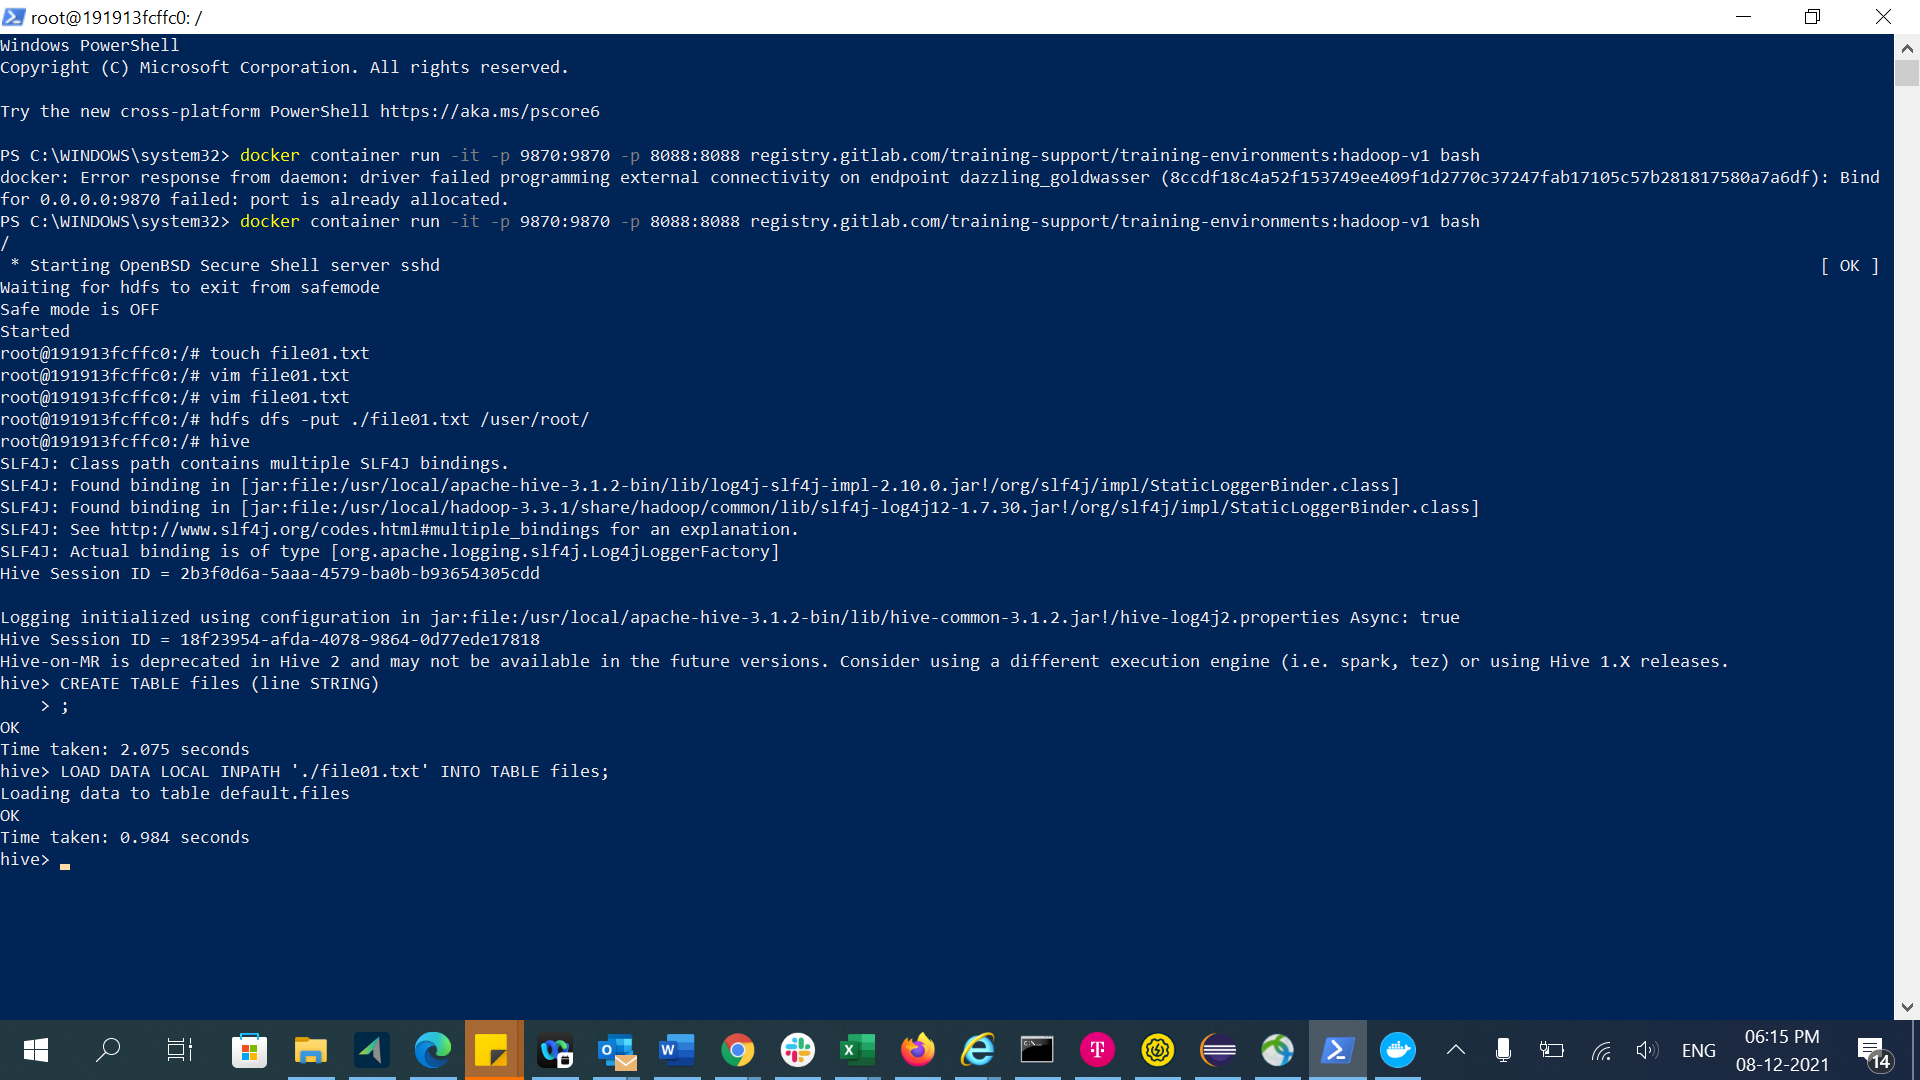 root@191913fcffc0: /
Windows PowerShell
Copyright (C) Microsoft Corporation. All rights reserved.
Try the new cross-platform PowerShell https://aka.ms/pscore6
PS C:\WINDOWS\system32> docker container run -it -p 9870:9870 -p 8088:8088 registry.gitlab.com/training-support/training-environments:hadoop-v1 bash
docker: Error response from daemon: driver failed programming external connectivity on endpoint dazzling_goldwasser (8ccdf18c4a52f153749ee409f1d2770c37247fab17105c57b281817580a7a6df): Bind
for 0.0.0.0:9870 failed: port is already allocated.
PS C:\WINDOWS\system32> docker container run -it -p 9870:9870 -p 8088:8088 registry.gitlab.com/training-support/training-environments:hadoop-v1 bash
/
* Starting OpenBSD Secure Shell server sshd [ OK ]
Waiting for hdfs to exit from safemode
Safe mode is OFF
Started
root@191913fcffc0:/# touch file01.txt
root@191913fcffc0:/# vim file01.txt
root@191913fcffc0:/# vim file01.txt
root@191913fcffc0:/# hdfs dfs -put ./file01.txt /user/root/
root@191913fcffc0:/# hive
SLF4J: Class path contains multiple SLF4J bindings.
SLF4J: Found binding in [jar:file:/usr/local/apache-hive-3.1.2-bin/lib/log4j-slf4j-impl-2.10.0.jar!/org/slf4j/impl/StaticLoggerBinder.class]
SLF4J: Found binding in [jar:file:/usr/local/hadoop-3.3.1/share/hadoop/common/lib/slf4j-log4j12-1.7.30.jar!/org/slf4j/impl/StaticLoggerBinder.class]
SLF4J: See http://www.slf4j.org/codes.html#multiple_bindings for an explanation.
SLF4J: Actual binding is of type [org.apache.logging.slf4j.Log4jLoggerFactory]
Hive Session ID = 2b3f0d6a-5aaa-4579-ba0b-b93654305cdd
Logging initialized using configuration in jar:file:/usr/local/apache-hive-3.1.2-bin/lib/hive-common-3.1.2.jar!/hive-log4j2.properties Async: true
Hive Session ID = 18f23954-afda-4078-9864-0d77ede17818
Hive-on-MR is deprecated in Hive 2 and may not be available in the future versions. Consider using a different execution engine (i.e. spark, tez) or using Hive 1.X releases.
hive> CREATE TABLE files (line STRING)
> ;
OK
Time taken: 2.075 seconds
hive> LOAD DATA LOCAL INPATH './file01.txt' INTO TABLE files;
Loading data to table default.files
OK
Time taken: 0.984 seconds
hive>
ENG
06:15 PM
08-12-2021
14